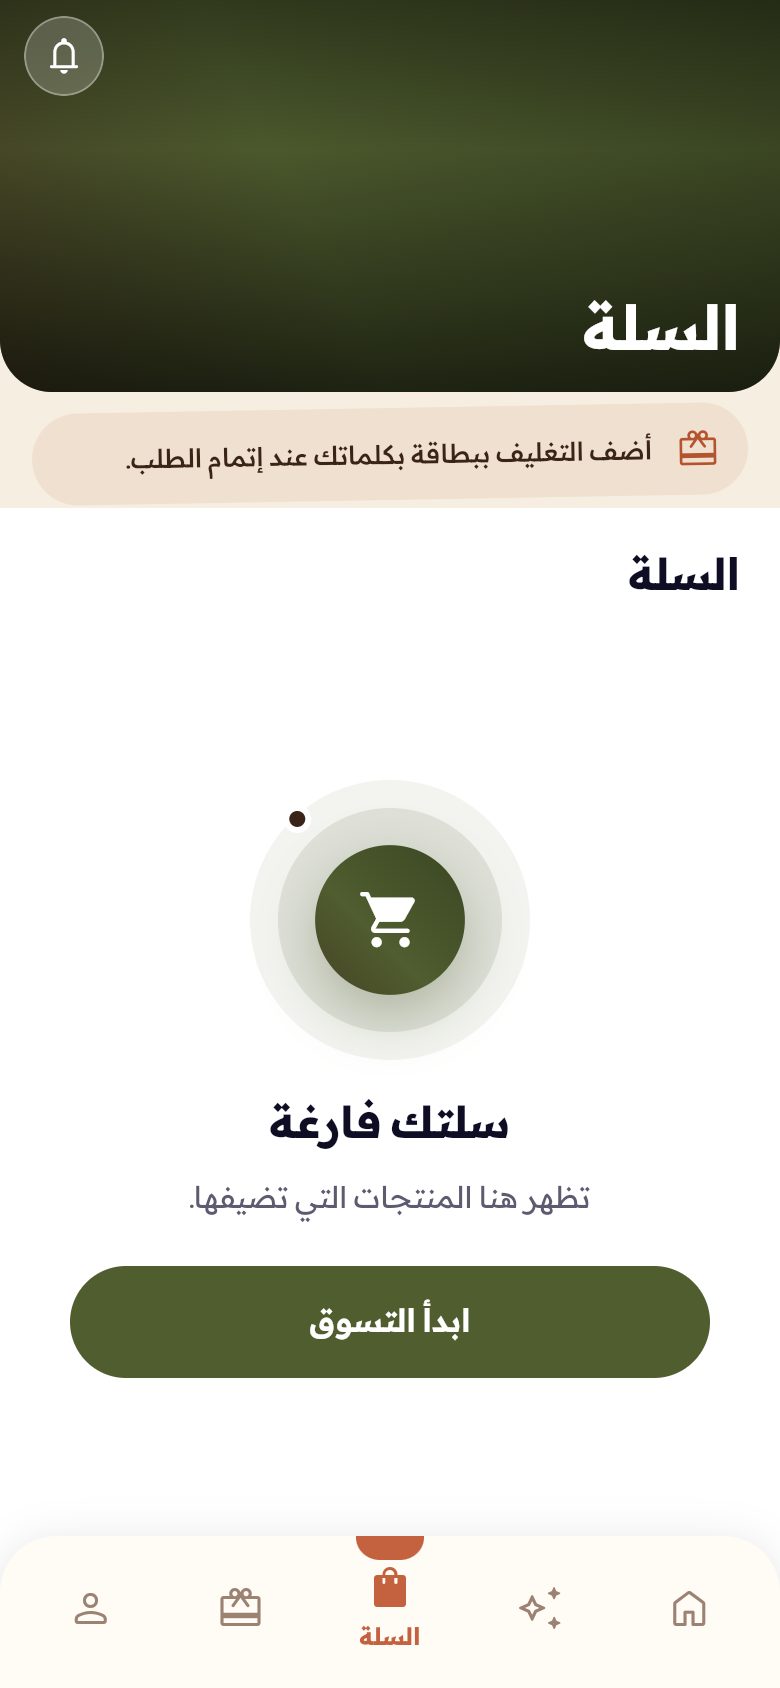 السلة
أضف التغليف ببطاقة بكلماتك عند إتمام الطلب.
السلة
سلتك فارغة
تظهر هنا المنتجات التي تضيفها.
ابدأ التسوق
السلة